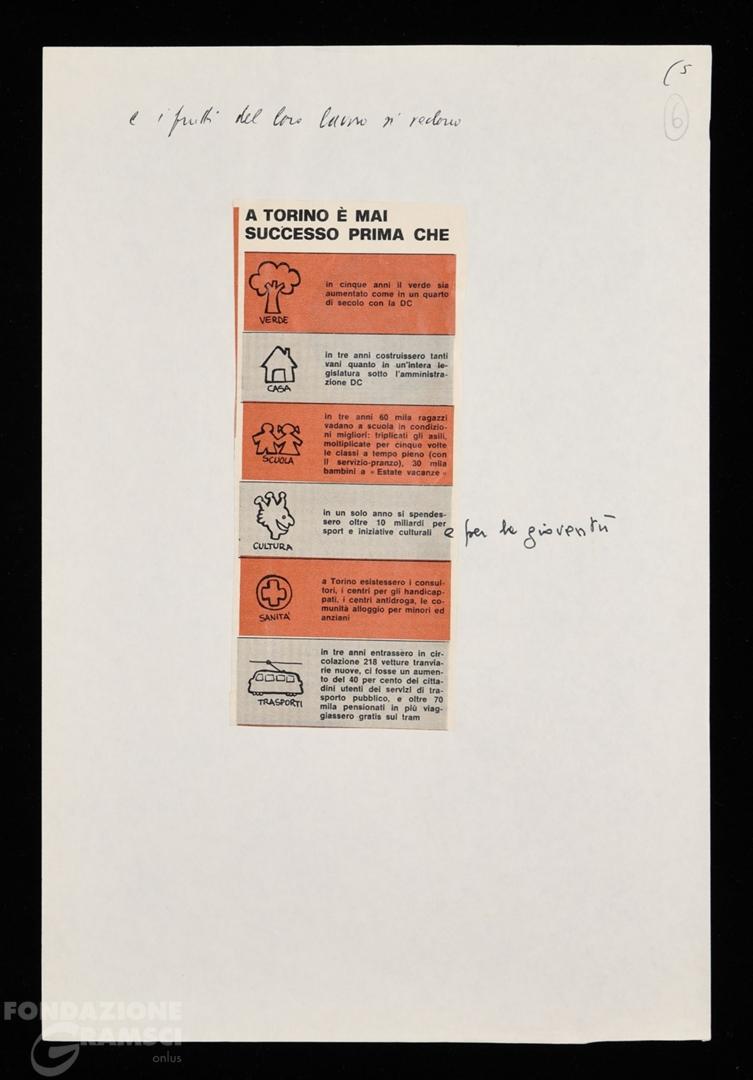 5
6
e i frutti del loro lavoro si vedono
A TORINO È MAI
SUCCESSO PRIMA CHE
VERDE
in cinque anni il verde sia
aumentato come in un quarto
di secolo con la DC
CASA
in tre anni costruissero tanti
vani quanto in un'intera le-
gislatura sotto l'amministra-
zione DC
SCUOLA
in tre anni 60 mila ragazzi
vadano a scuola in condizio-
ni migliori: triplicati gli asili,
moltiplicate per cinque volte
le classi a tempo pieno (con
il servizio-pranzo), 30 mila
bambini a « Estate vacanze »
CULTURA
in un solo anno si spendes-
sero oltre 10 miliardi per
sport e iniziative culturali e per la gioventù
SANITA'
a Torino esistessero i consul-
tori, i centri per gli handicap-
pati, i centri antidroga, le co-
munità alloggio per minori ed
anziani
TRASPORTI
in tre anni entrassero in cir-
colazione 218 vetture tranvia-
rie nuove, ci fosse un aumen-
to del 40 per cento dei citta-
dini utenti dei servizi di tra-
sporto pubblico, e oltre 70
mila pensionati in più viag-
giassero gratis sui tram
FONDAZIONE
GRAMSCI
onlus